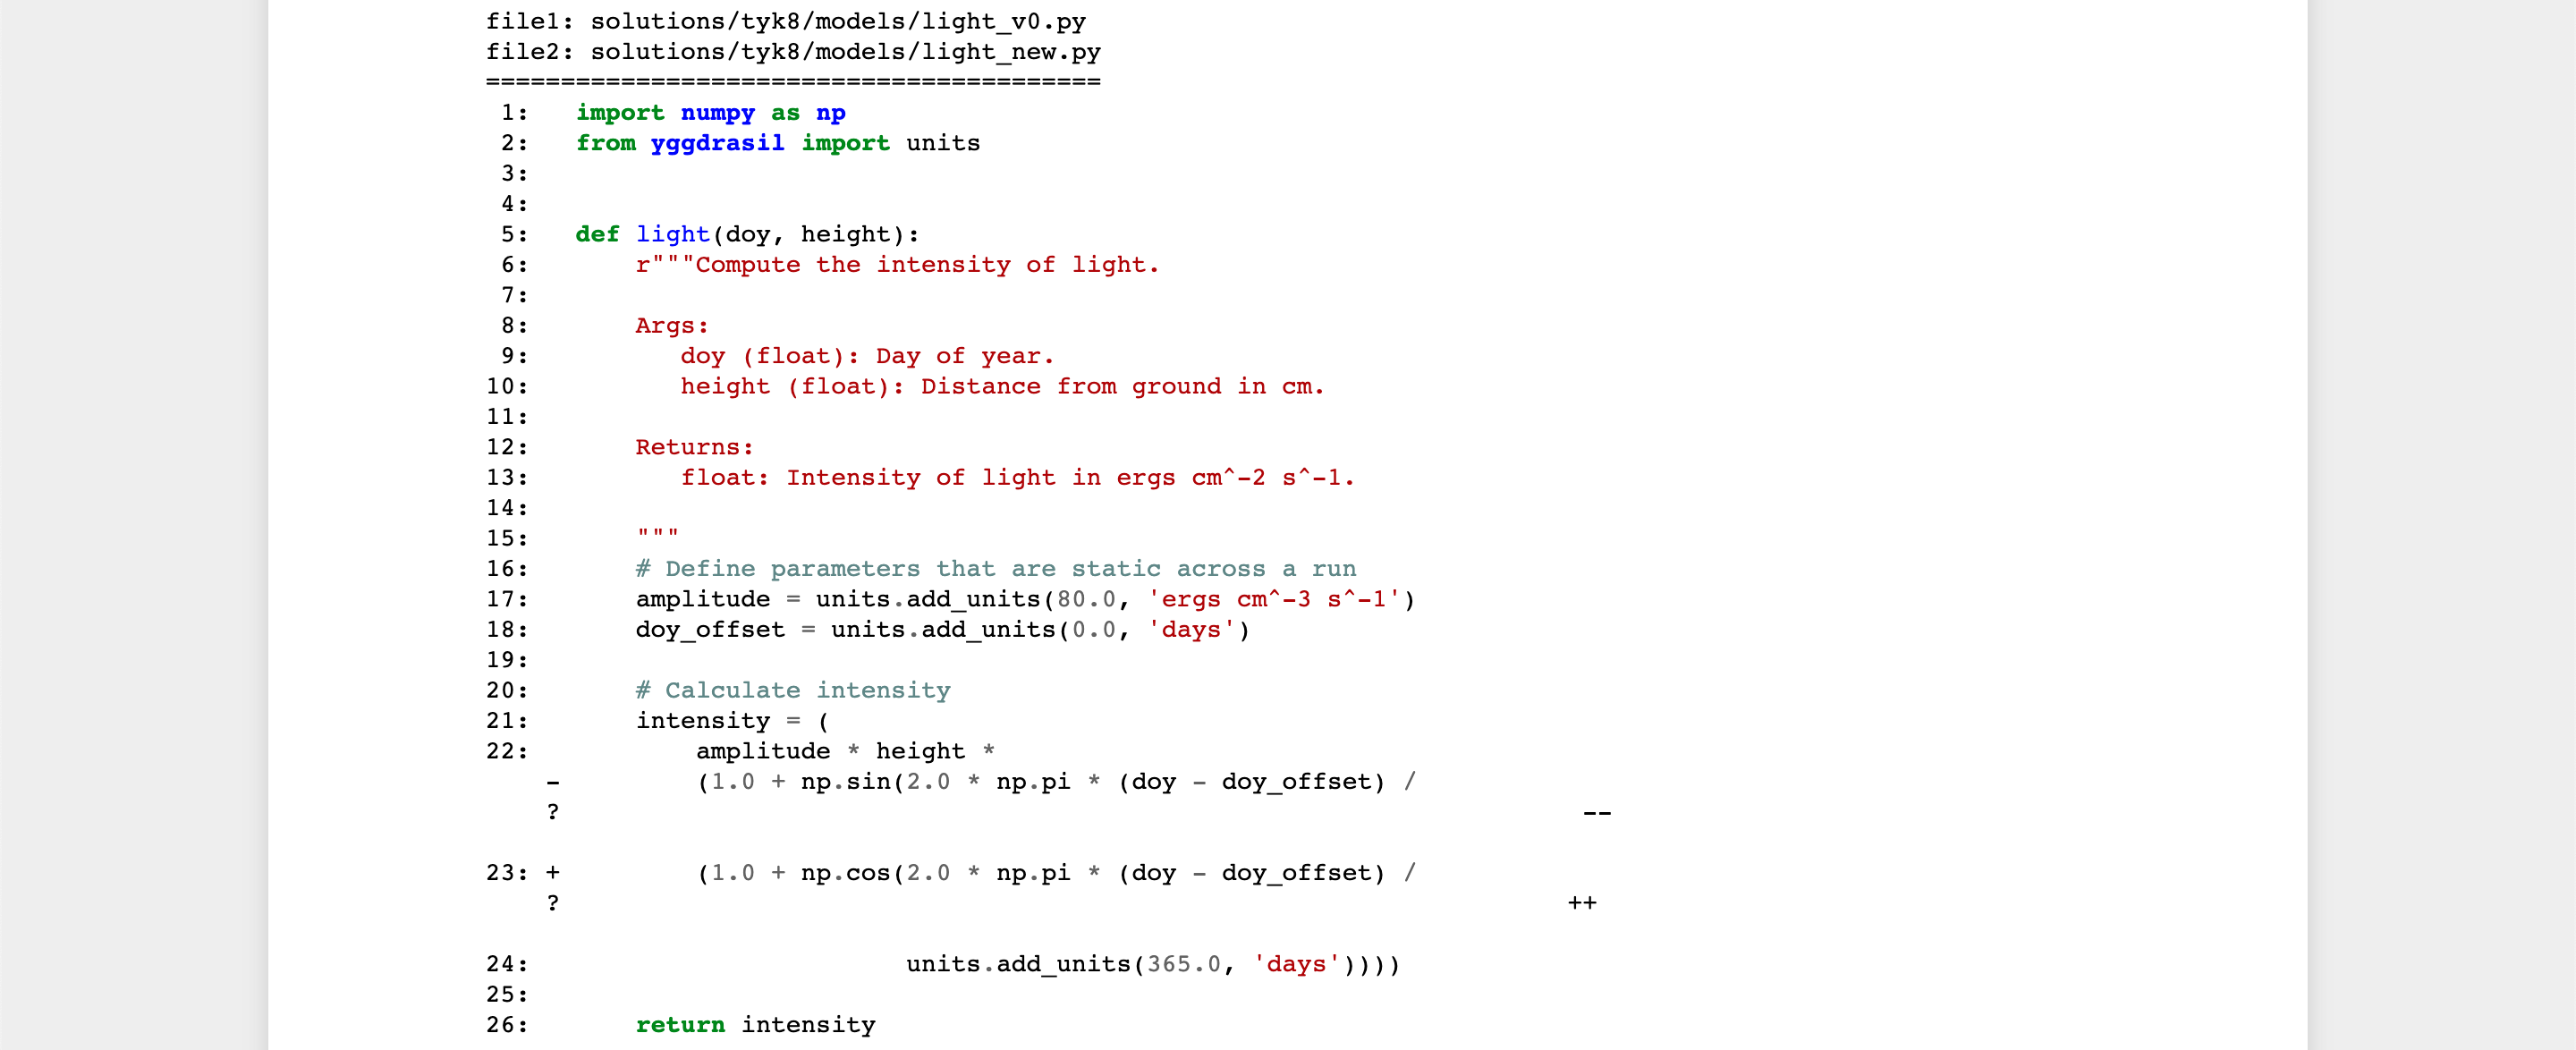 file1: solutions/tyk8/models/light_v0.py
file2: solutions/tyk8/models/light_new.py
=========================================
 1:   import numpy as np
 2:   from yggdrasil import units
 3:
 4:
 5:   def light(doy, height):
 6:       r"""Compute the intensity of light.
 7:
 8:       Args:
 9:          doy (float): Day of year.
10:          height (float): Distance from ground in cm.
11:
12:       Returns:
13:          float: Intensity of light in ergs cm^-2 s^-1.
14:
15:       """
16:       # Define parameters that are static across a run
17:       amplitude = units.add_units(80.0, 'ergs cm^-3 s^-1')
18:       doy_offset = units.add_units(0.0, 'days')
19:
20:       # Calculate intensity
21:       intensity = (
22:           amplitude * height *
    -         (1.0 + np.sin(2.0 * np.pi * (doy - doy_offset) /
    ?                                                                    --
23: +         (1.0 + np.cos(2.0 * np.pi * (doy - doy_offset) /
    ?                                                                   ++
24:                         units.add_units(365.0, 'days'))))
25:
26:       return intensity